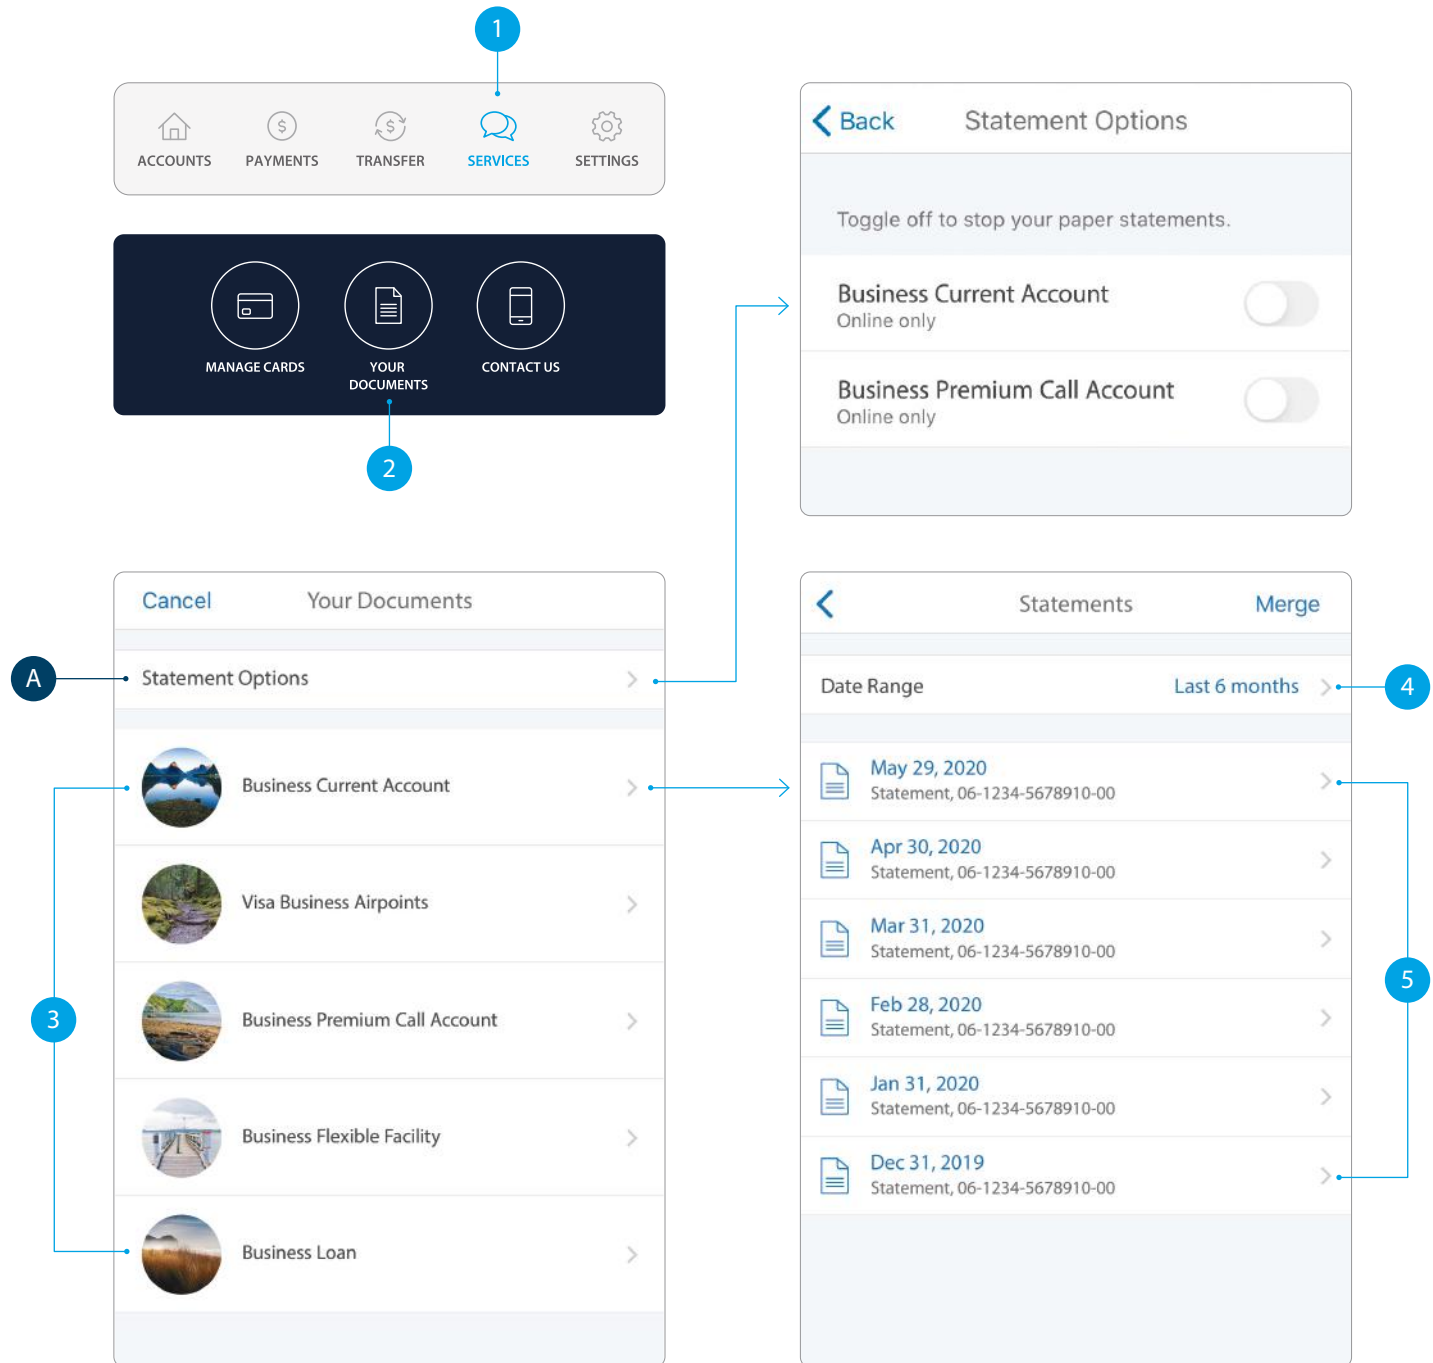 1
ACCOUNTS PAYMENTS TRANSFER SERVICES SETTINGS
MANAGE CARDS YOUR DOCUMENTS CONTACT US
2
Back Statement Options
Toggle off to stop your paper statements.
Business Current Account
Online only
Business Premium Call Account
Online only
Cancel Your Documents
A
Statement Options
Business Current Account
Visa Business Airpoints
3
Business Premium Call Account
Business Flexible Facility
Business Loan
Statements Merge
Date Range Last 6 months
4
May 29, 2020
Statement, 06-1234-5678910-00
Apr 30, 2020
Statement, 06-1234-5678910-00
Mar 31, 2020
Statement, 06-1234-5678910-00
5
Feb 28, 2020
Statement, 06-1234-5678910-00
Jan 31, 2020
Statement, 06-1234-5678910-00
Dec 31, 2019
Statement, 06-1234-5678910-00